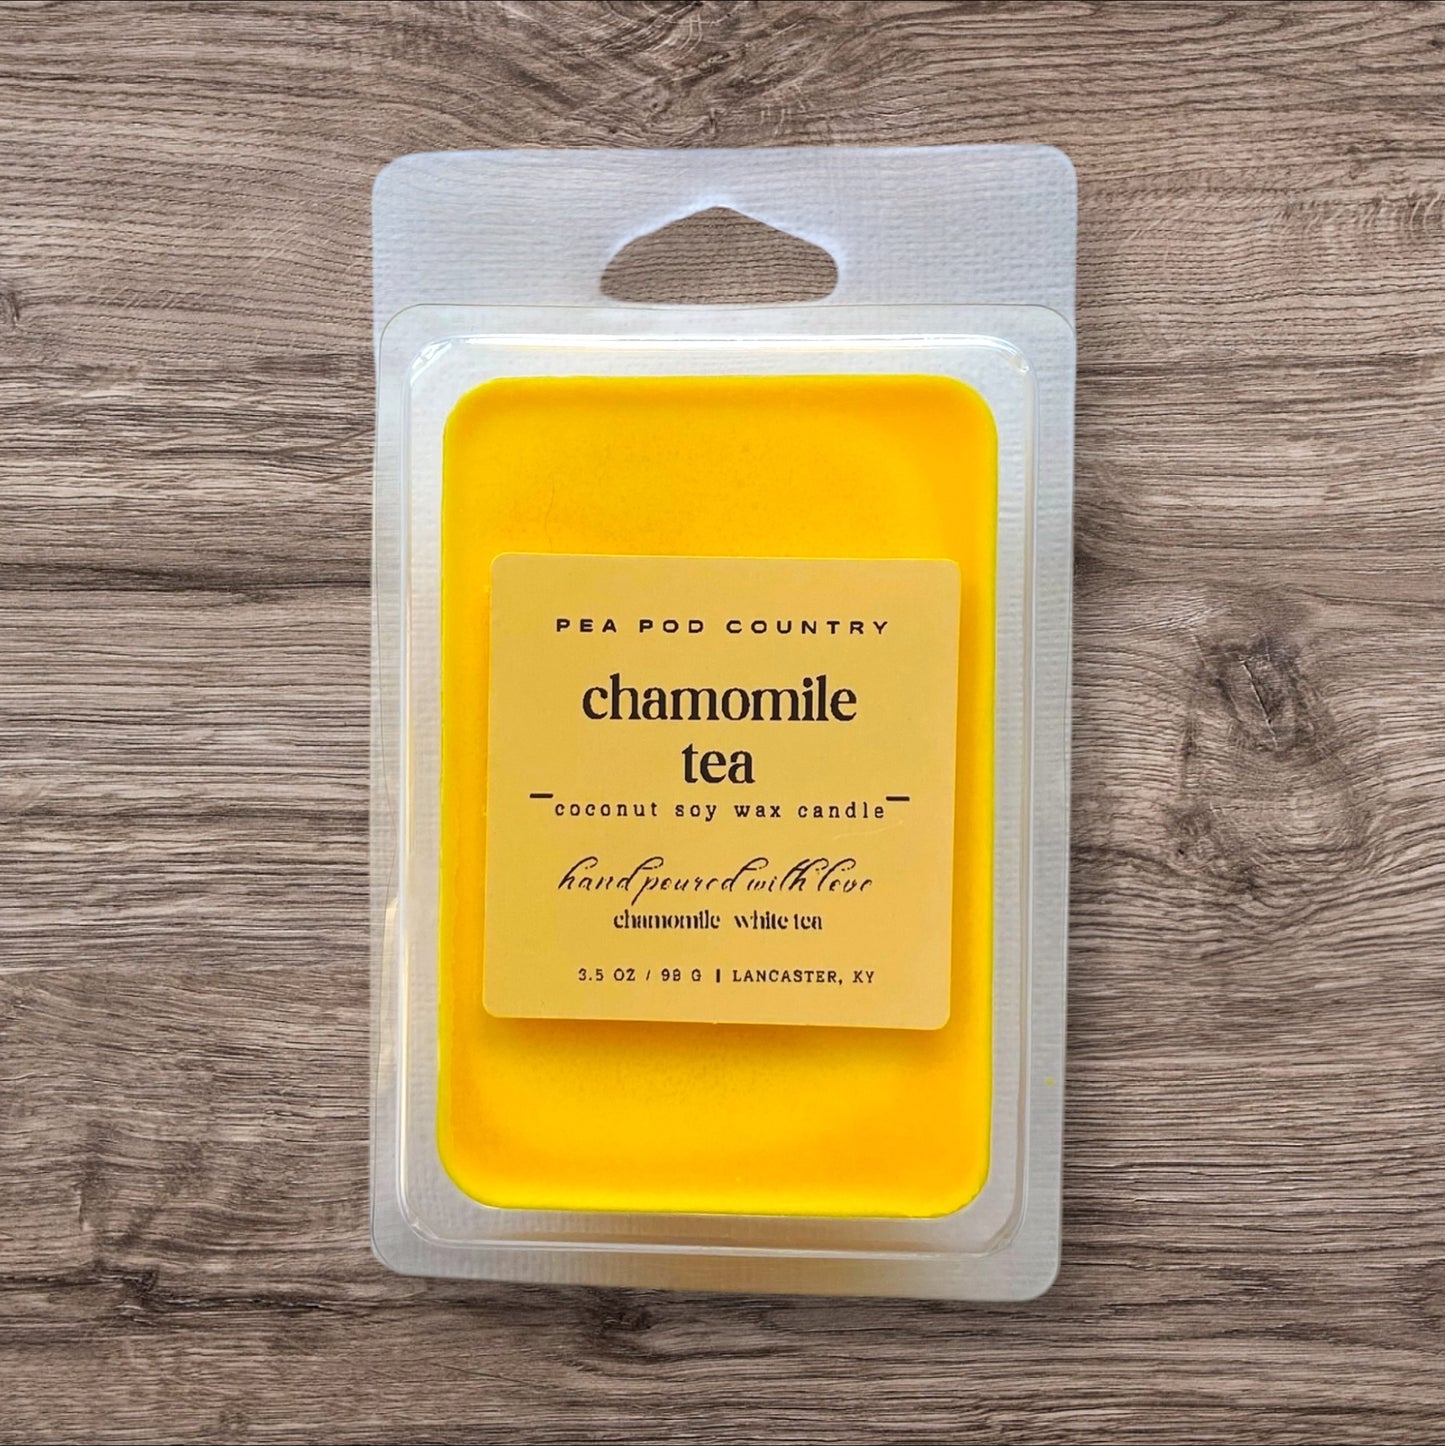 PEA POD COUNTRY
chamomile
tea
coconut soy wax candle
hand poured with love
chamomile white tea
3.5 OZ / 98 G | LANCASTER, KY